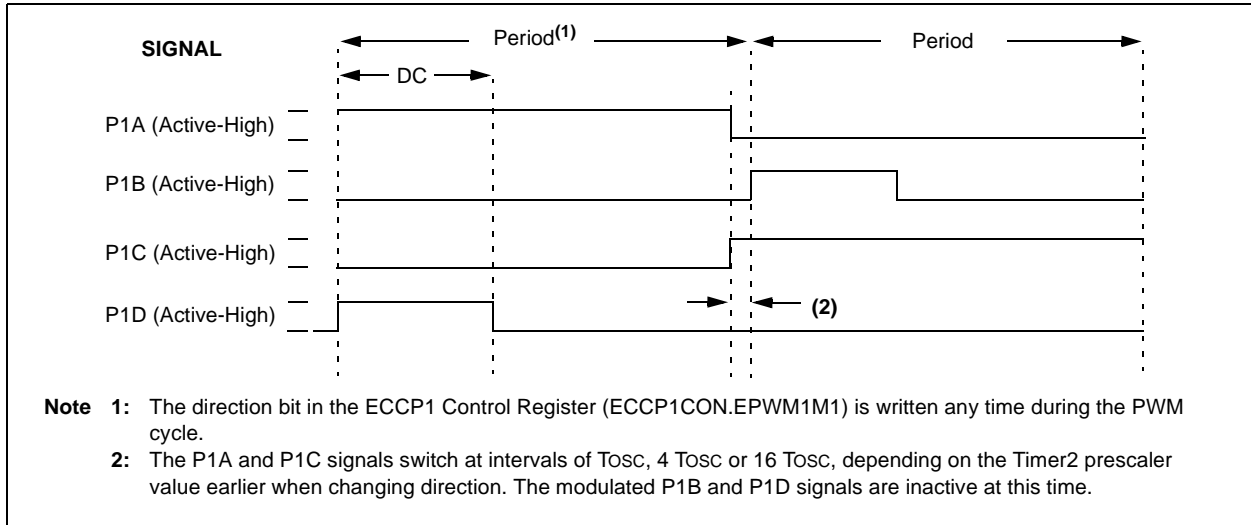 SIGNAL
Period(1)
Period
DC
P1A (Active-High)
P1B (Active-High)
P1C (Active-High)
P1D (Active-High)
(2)
Note 1: The direction bit in the ECCP1 Control Register (ECCP1CON.EPWM1M1) is written any time during the PWM
cycle.
2: The P1A and P1C signals switch at intervals of TOSC, 4 TOSC or 16 TOSC, depending on the Timer2 prescaler
value earlier when changing direction. The modulated P1B and P1D signals are inactive at this time.